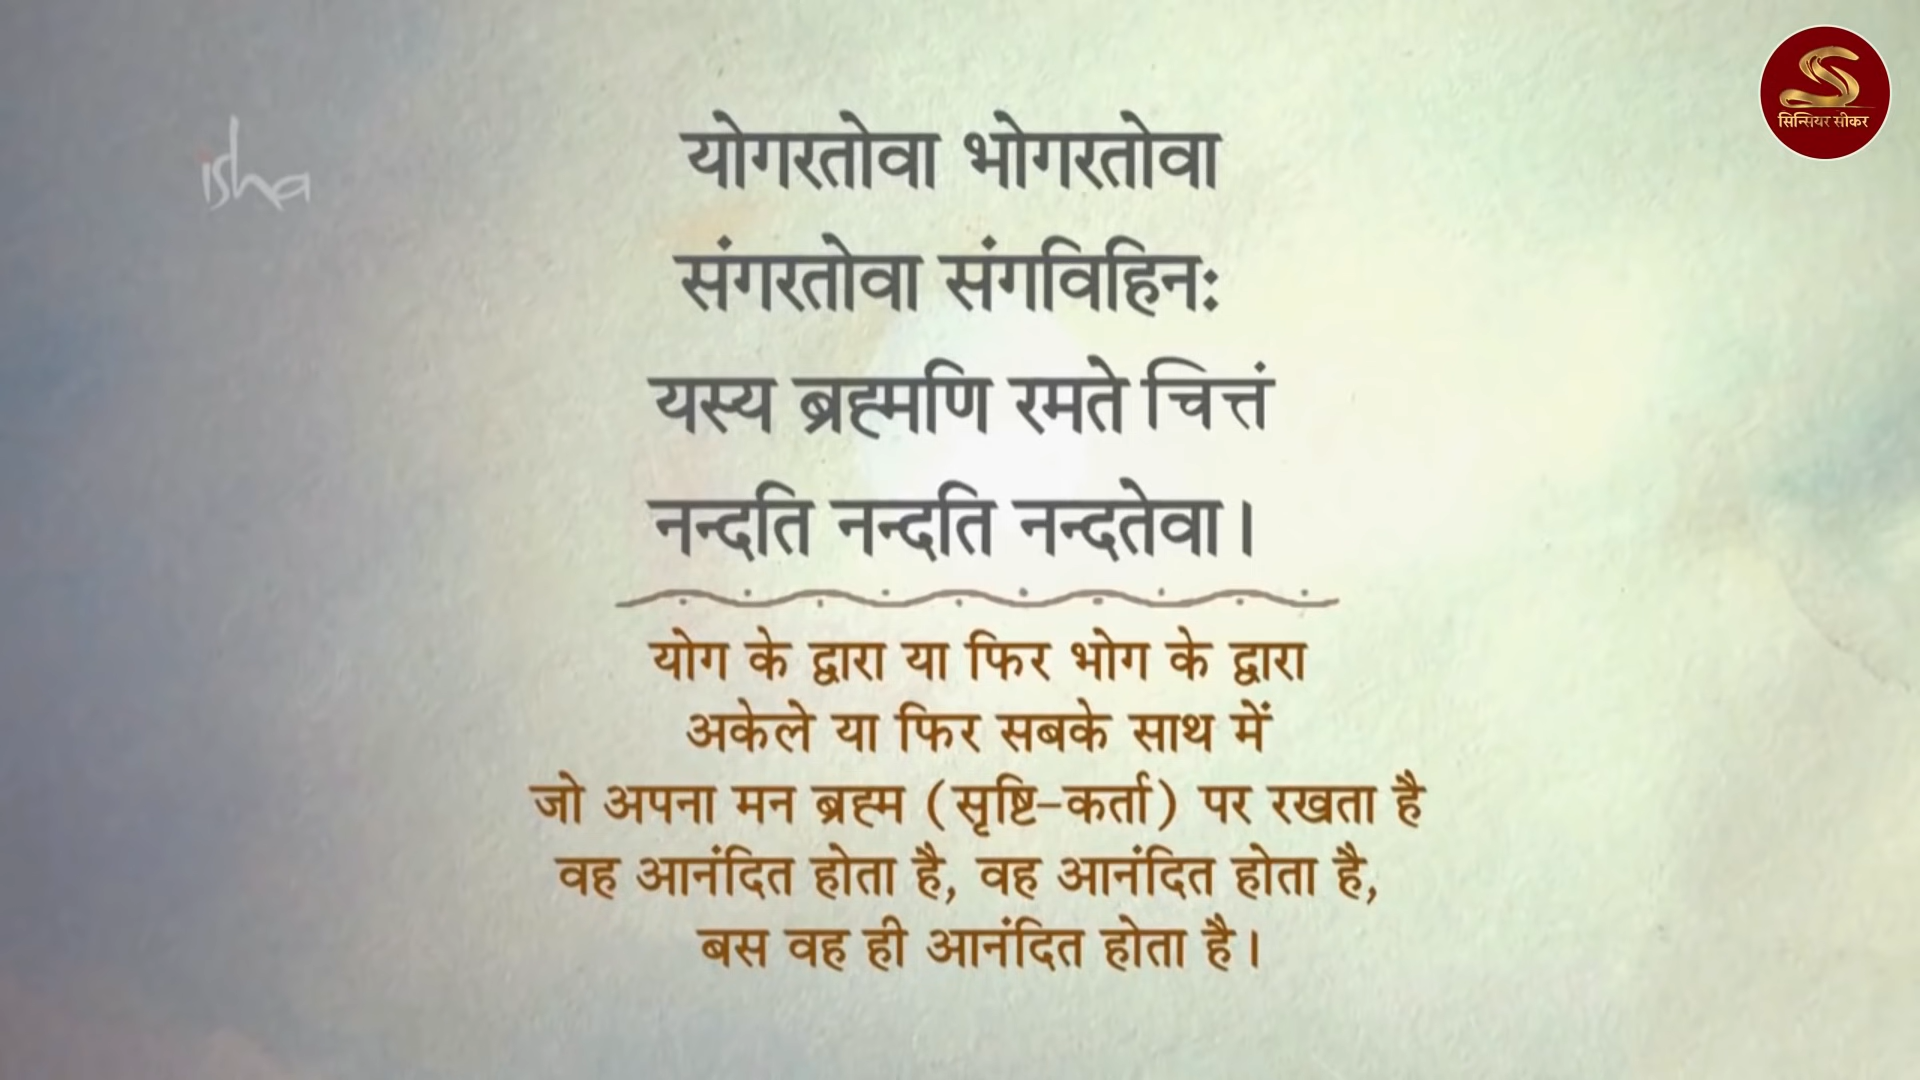 isha
सिन्सियर सीकर
योगरतोवा भोगरतोवा
संगरतोवा संगविहिनः
यस्य ब्रह्मणि रमते चित्तं
नन्दति नन्दति नन्दतेवा।
योग के द्वारा या फिर भोग के द्वारा
अकेले या फिर सबके साथ में
जो अपना मन ब्रह्म (सृष्टि-कर्ता) पर रखता है
वह आनंदित होता है, वह आनंदित होता है,
बस वह ही आनंदित होता है।